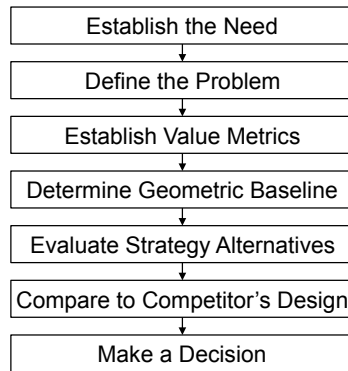 Establish the Need
Define the Problem
Establish Value Metrics
Determine Geometric Baseline
Evaluate Strategy Alternatives
Compare to Competitor's Design
Make a Decision